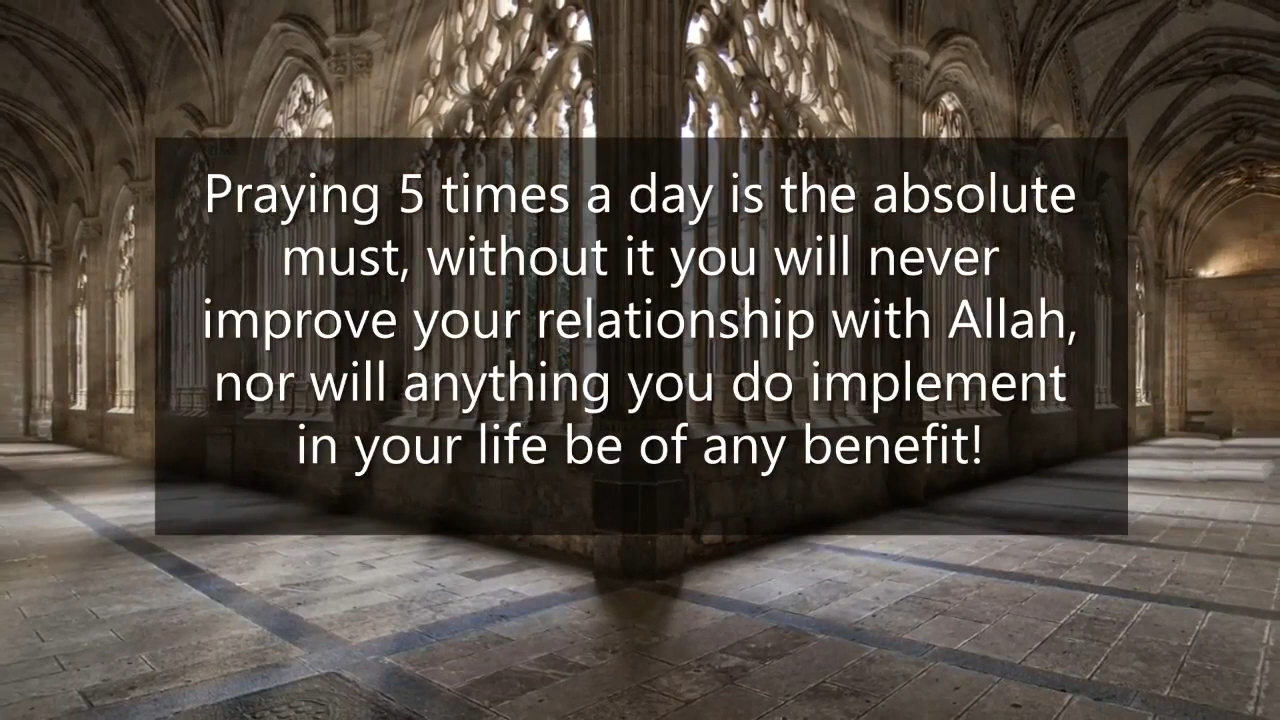 Praying 5 times a day is the absolute
must, without it you will never
improve your relationship with Allah,
nor will anything you do implement
in your life be of any benefit!